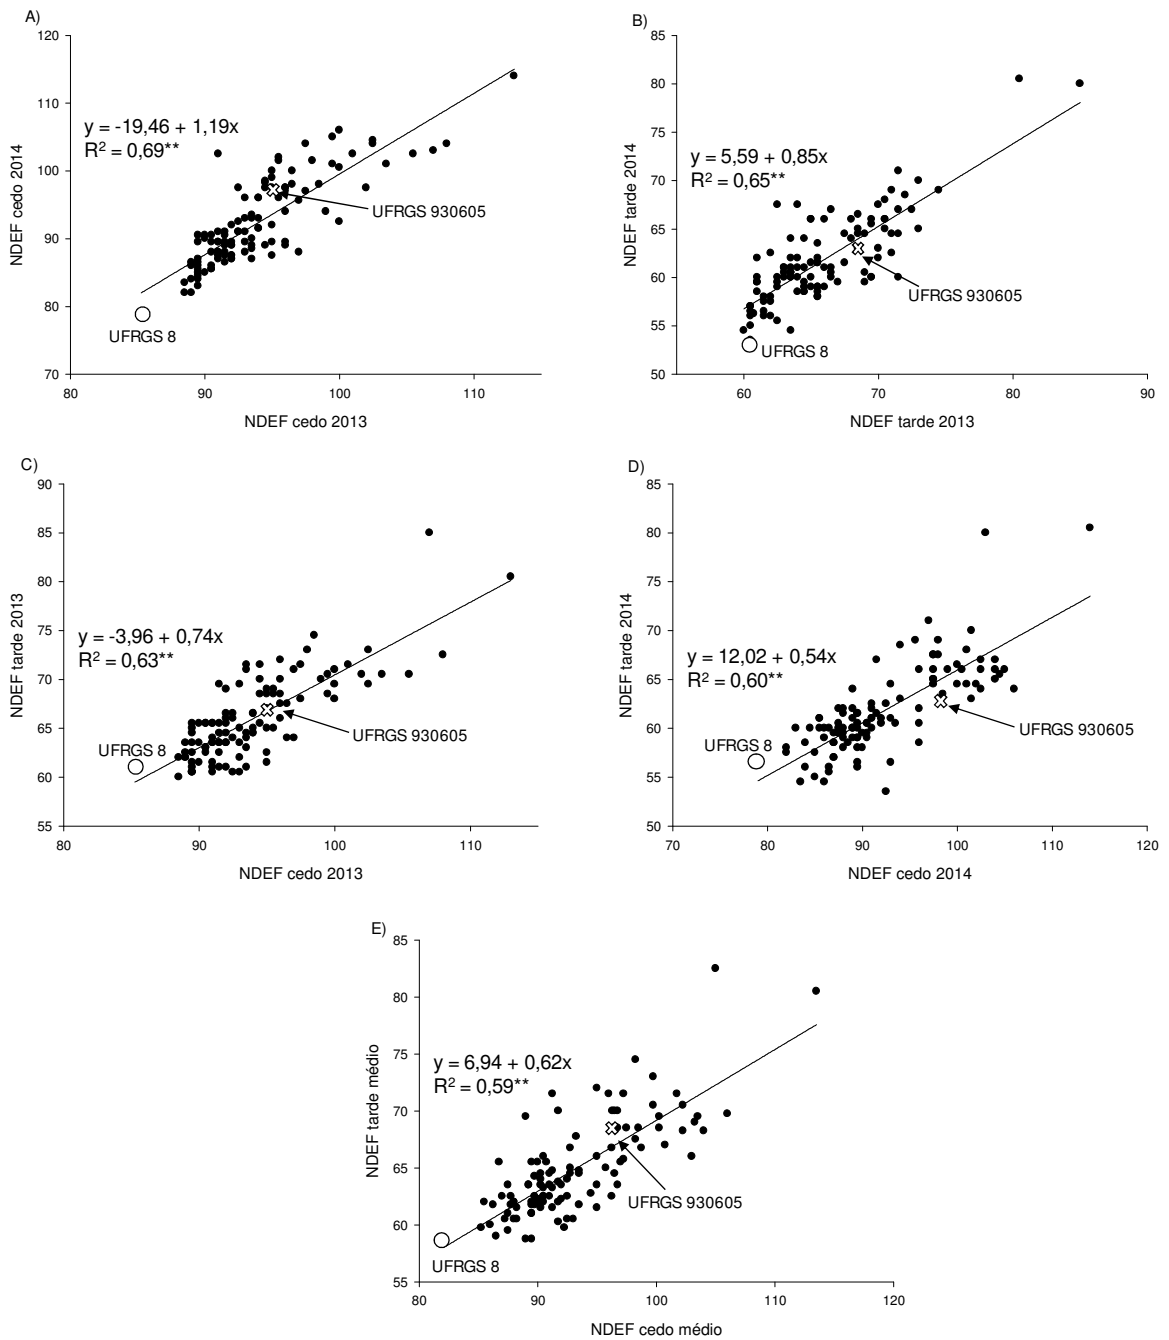 A)
120
110
100
90
80
70
NDEF cedo 2014
y = -19,46 + 1,19x
R² = 0,69**
UFRGS 930605
UFRGS 8
80
90
100
110
NDEF cedo 2013
B)
85
80
75
70
65
60
55
50
NDEF tarde 2014
y = 5,59 + 0,85x
R² = 0,65**
UFRGS 930605
UFRGS 8
60
70
80
90
NDEF tarde 2013
C)
90
85
80
75
70
65
60
55
NDEF tarde 2013
y = -3,96 + 0,74x
R² = 0,63**
UFRGS 930605
UFRGS 8
80
90
100
110
NDEF cedo 2013
D)
85
80
75
70
65
60
55
50
NDEF tarde 2014
y = 12,02 + 0,54x
R² = 0,60**
UFRGS 8
UFRGS 930605
70
80
90
100
110
120
NDEF cedo 2014
E)
85
80
75
70
65
60
55
NDEF tarde médio
y = 6,94 + 0,62x
R² = 0,59**
UFRGS 930605
UFRGS 8
80
90
100
110
120
NDEF cedo médio